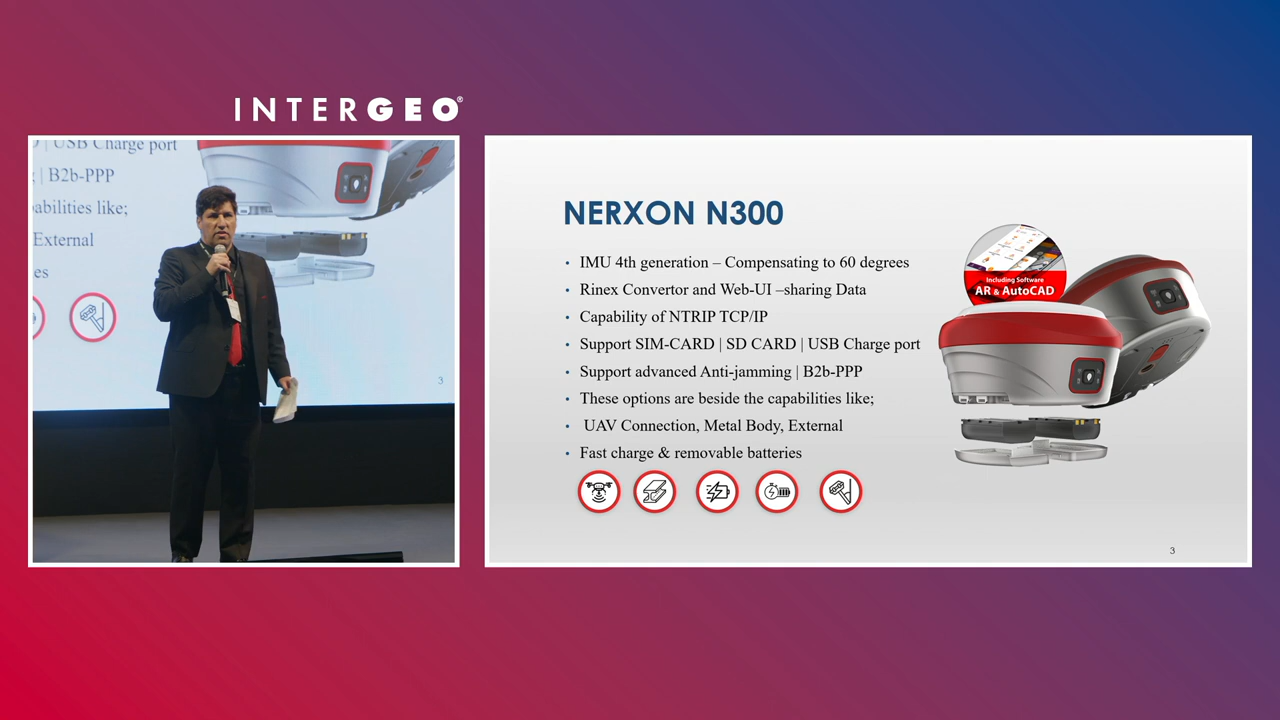 INTERGEO®
) | USB Charge port
g | B2b-PPP
abilities like;
External
es
3
NERXON N300
• IMU 4th generation – Compensating to 60 degrees
• Rinex Convertor and Web-UI –sharing Data
• Capability of NTRIP TCP/IP
• Support SIM-CARD | SD CARD | USB Charge port
• Support advanced Anti-jamming | B2b-PPP
• These options are beside the capabilities like;
• UAV Connection, Metal Body, External
• Fast charge & removable batteries
Including Software
AR & AutoCAD
3